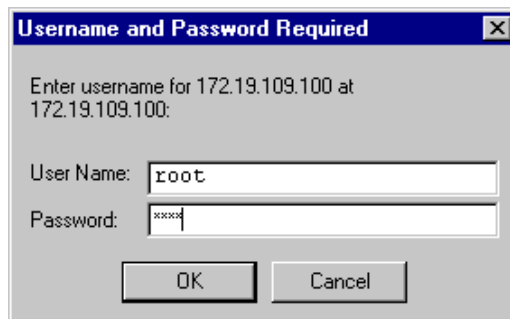 Username and Password Required
Enter username for 172.19.109.100 at
172.19.109.100:
User Name: root
Password: ****
OK Cancel